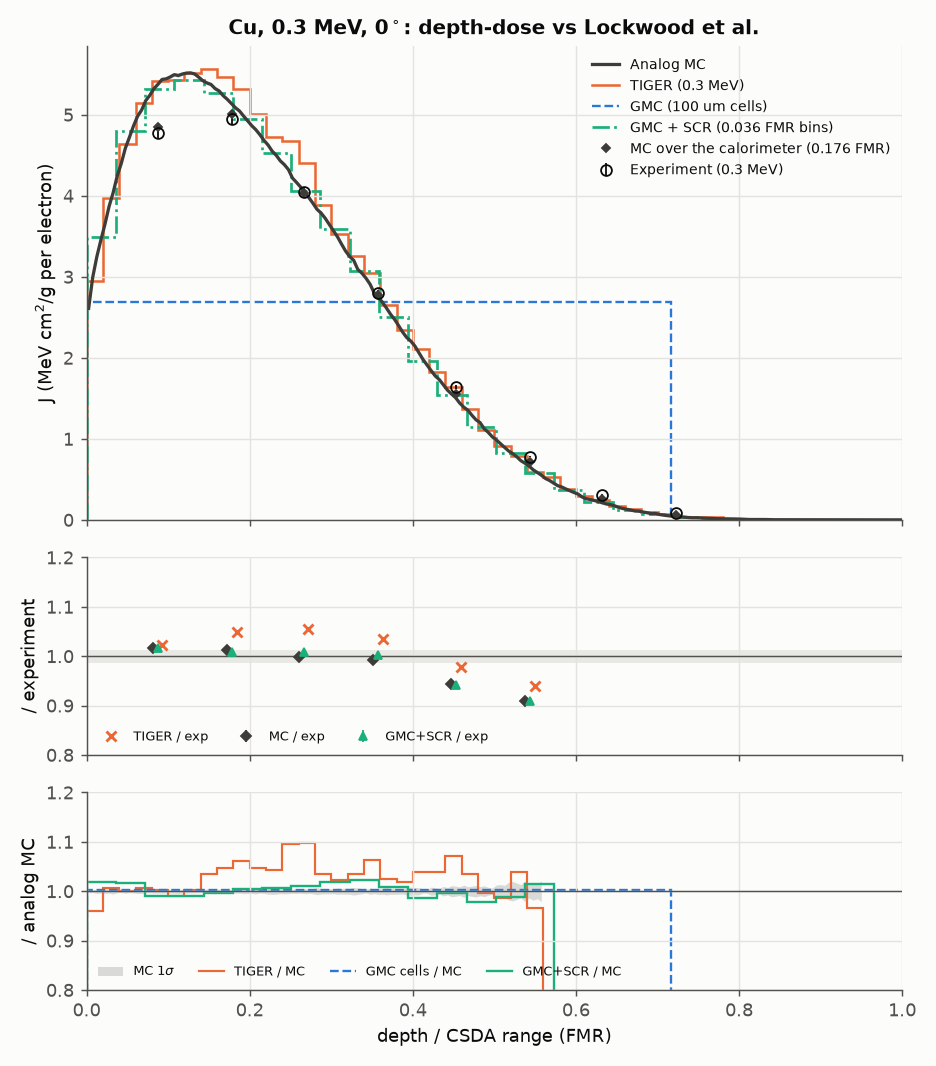 Cu, 0.3 MeV, 0°: depth-dose vs Lockwood et al.
J (MeV cm²/g per electron)
5
4
3
2
1
0
Analog MC
TIGER (0.3 MeV)
GMC (100 um cells)
GMC + SCR (0.036 FMR bins)
MC over the calorimeter (0.176 FMR)
Experiment (0.3 MeV)
/ experiment
1.2
1.1
1.0
0.9
0.8
TIGER / exp
MC / exp
GMC+SCR / exp
/ analog MC
1.2
1.1
1.0
0.9
0.8
MC 1σ
TIGER / MC
GMC cells / MC
GMC+SCR / MC
0.0
0.2
0.4
0.6
0.8
1.0
depth / CSDA range (FMR)